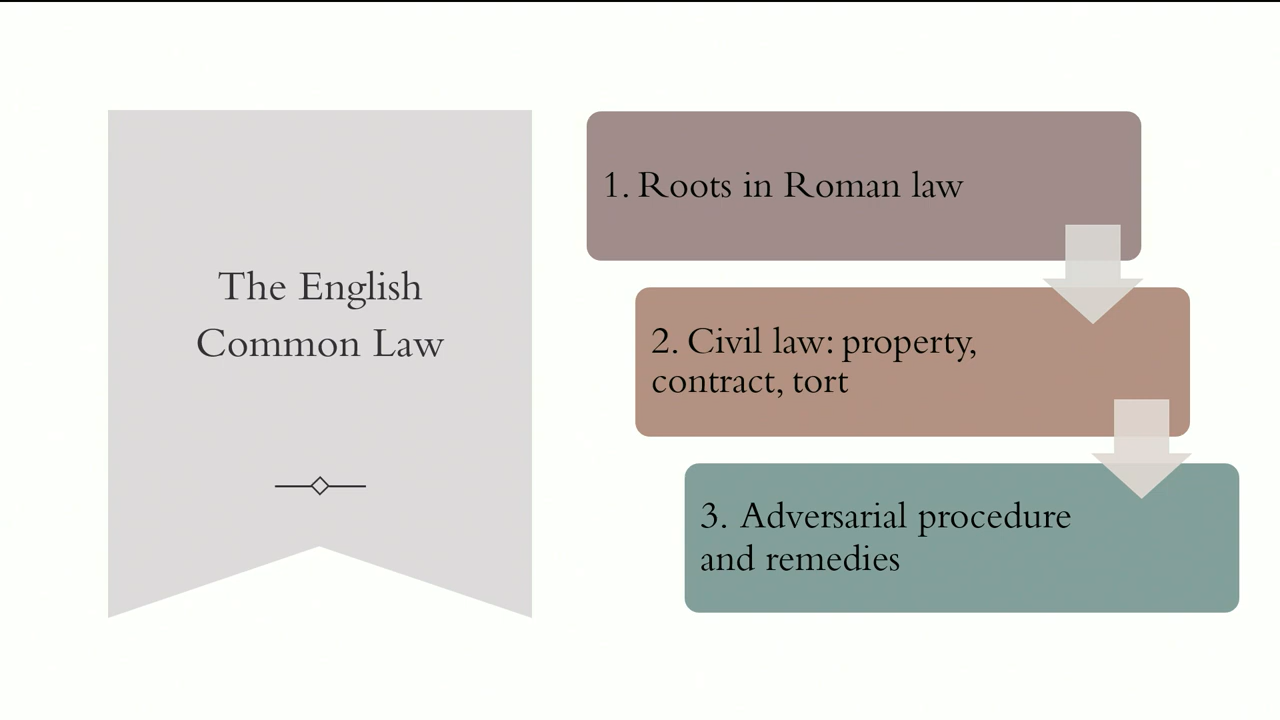 The English
Common Law
1. Roots in Roman law
2. Civil law: property,
contract, tort
3. Adversarial procedure
and remedies